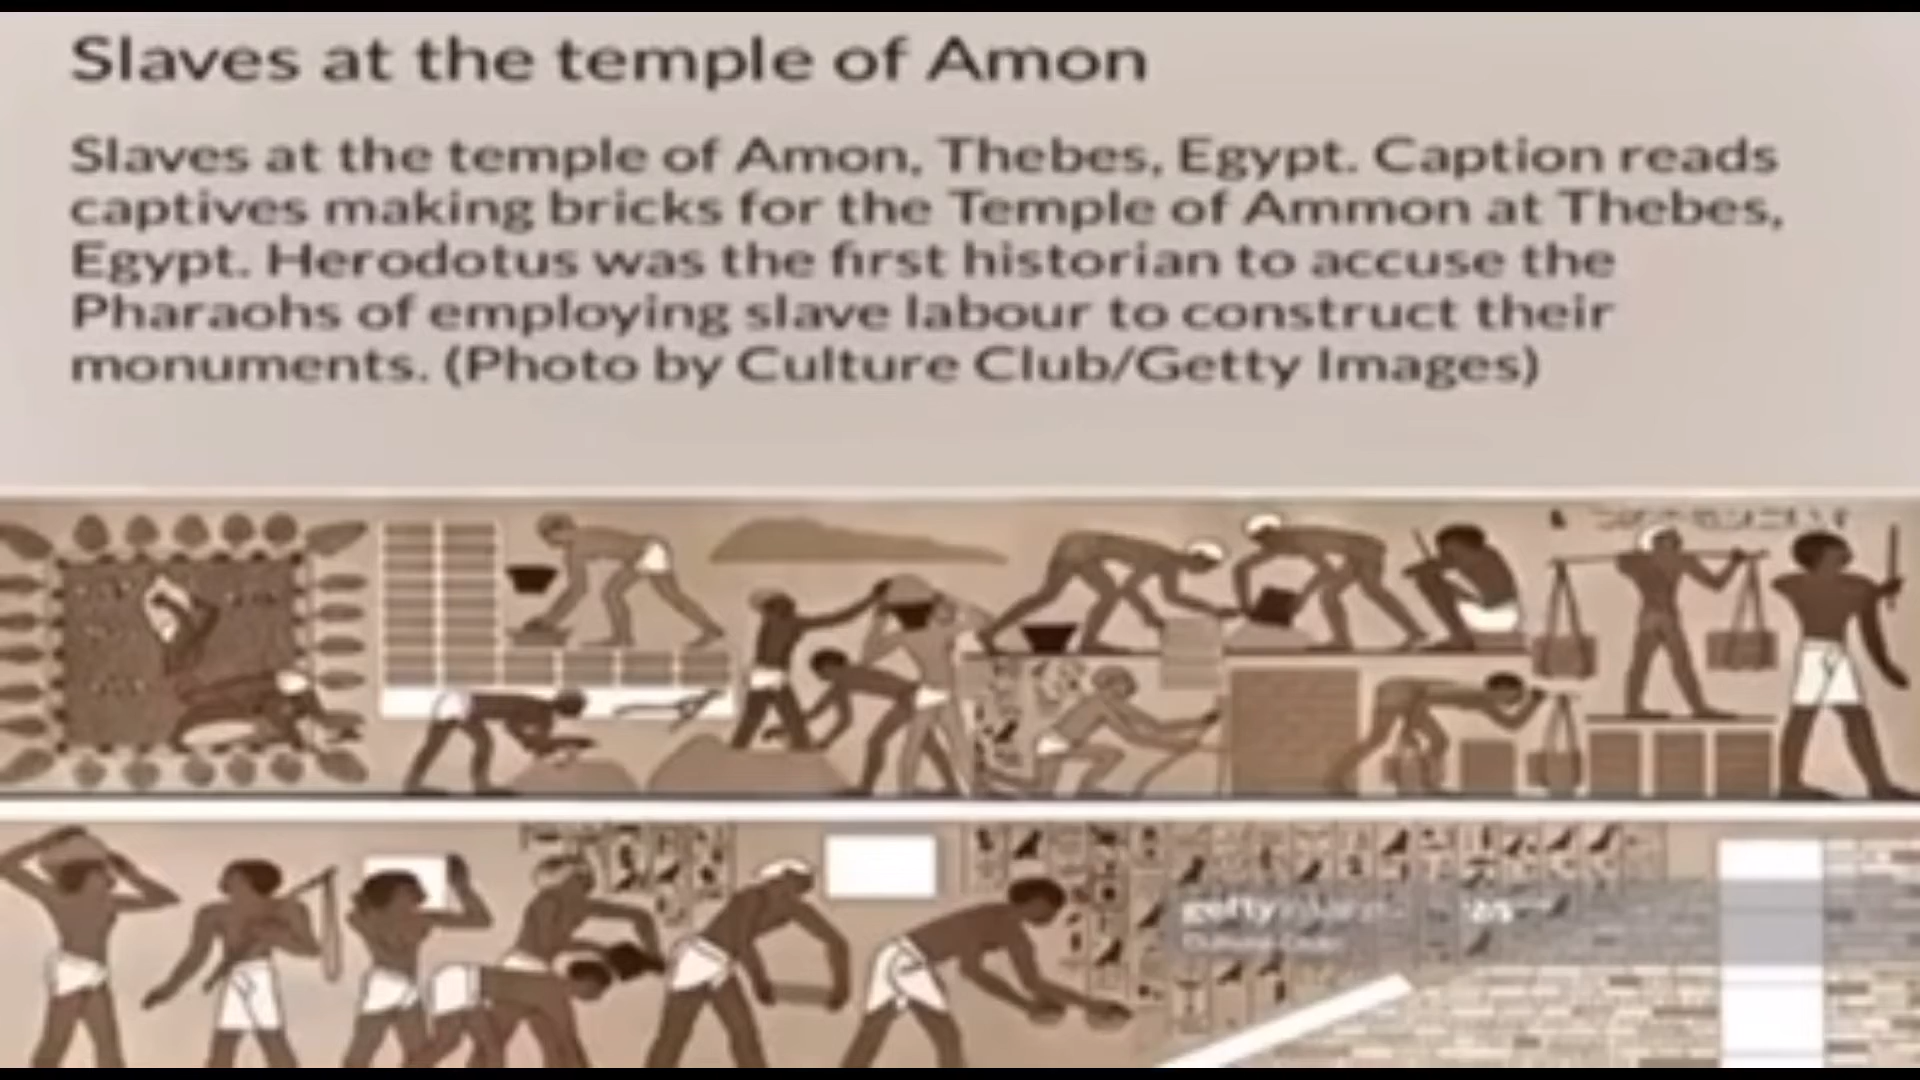 Slaves at the temple of Amon
Slaves at the temple of Amon, Thebes, Egypt. Caption reads
captives making bricks for the Temple of Ammon at Thebes,
Egypt. Herodotus was the first historian to accuse the
Pharaohs of employing slave labour to construct their
monuments. (Photo by Culture Club/Getty Images)
getty